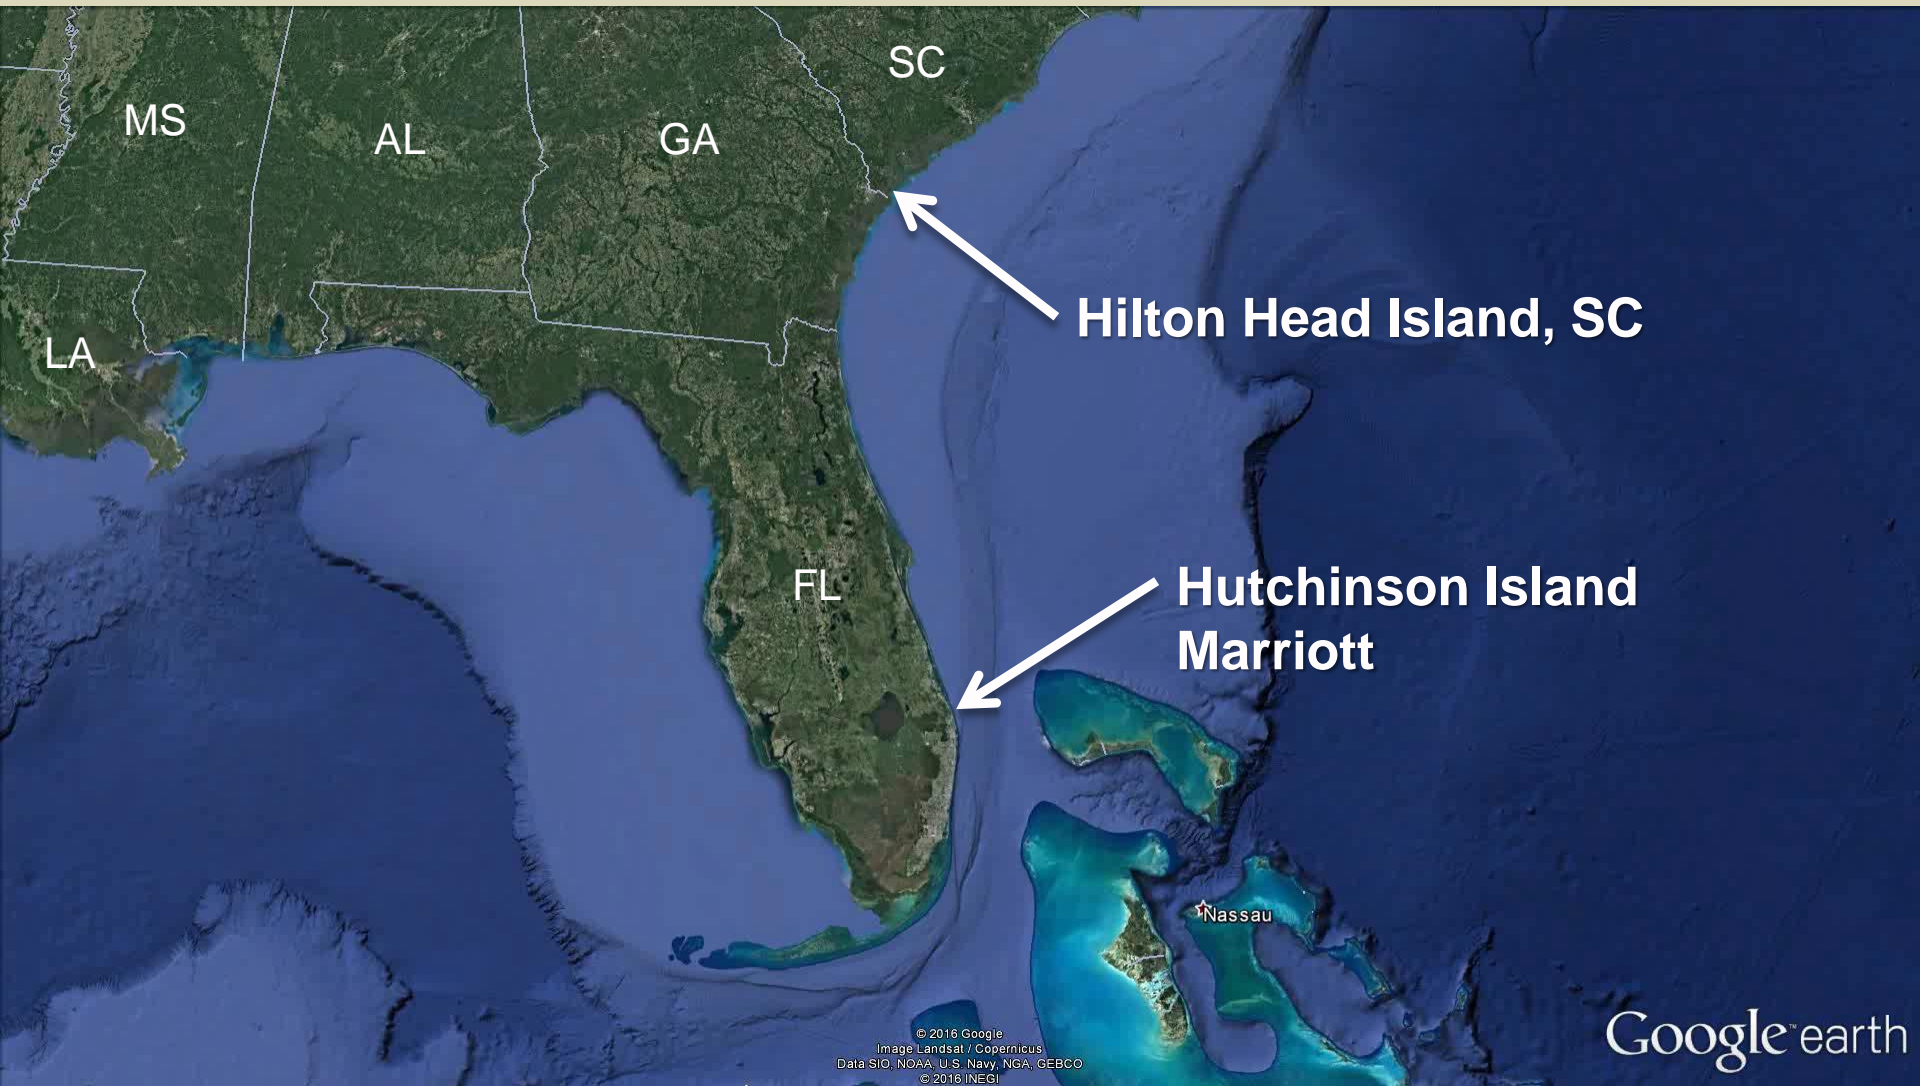 SC
MS
AL
GA
Hilton Head Island, SC
LA
FL
Hutchinson Island
Marriott
Nassau
© 2016 Google
Image Landsat / Copernicus
Data SIO, NOAA, U.S. Navy, NGA, GEBCO
© 2016 INEGI
Google earth